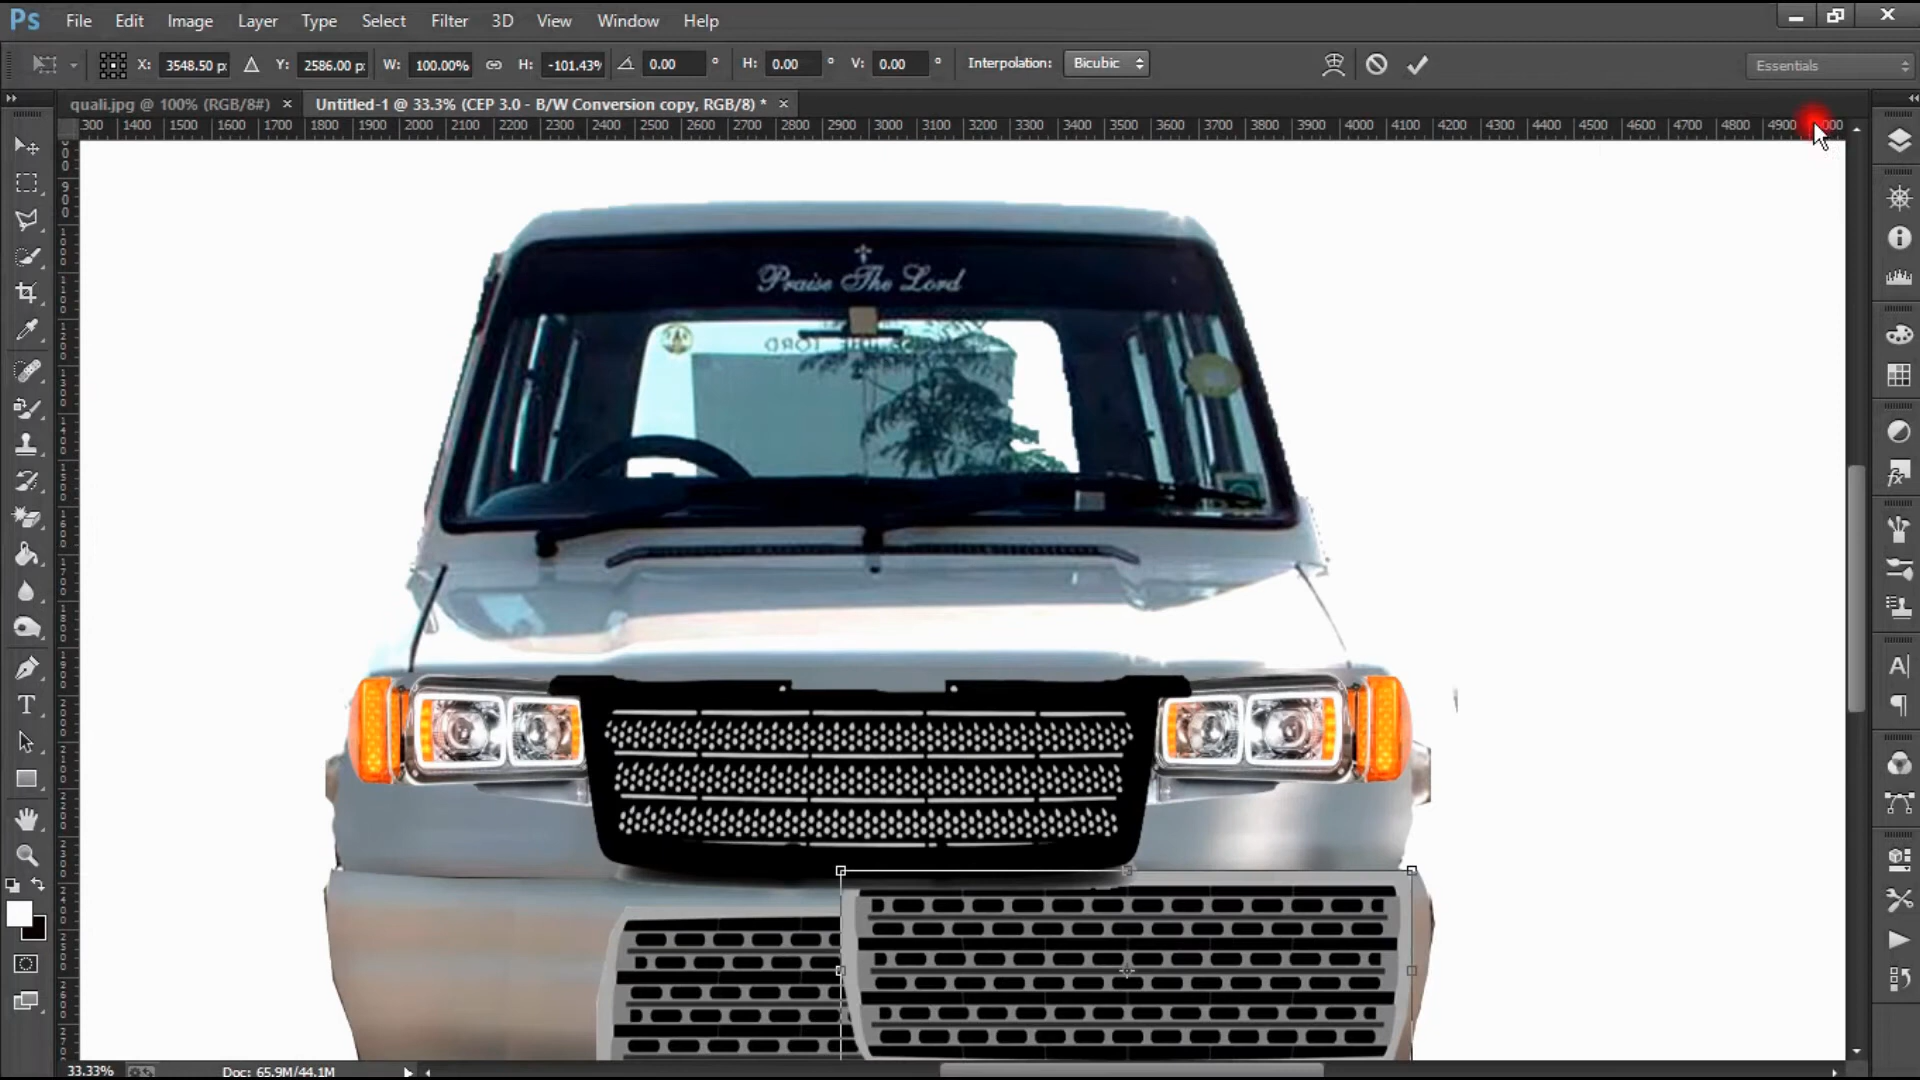 Ps File Edit Image Layer Type Select Filter 3D View Window Help
X: 3548.50 p Y: 2586.00 p W: 100.00% H: -101.43% 0.00 ° H: 0.00 ° V: 0.00 ° Interpolation: Bicubic Essentials
quali.jpg @ 100% (RGB/8#) × Untitled-1 @ 33.3% (CEP 3.0 - B/W Conversion copy, RGB/8) * ×
300 1400 1500 1600 1700 1800 1900 2000 2100 2200 2300 2400 2500 2600 2700 2800 2900 3000 3100 3200 3300 3400 3500 3600 3700 3800 3900 4000 4100 4200 4300 4400 4500 4600 4700 4800 4900
Praise The Lord
33.33% Doc: 65.9M/44.1M